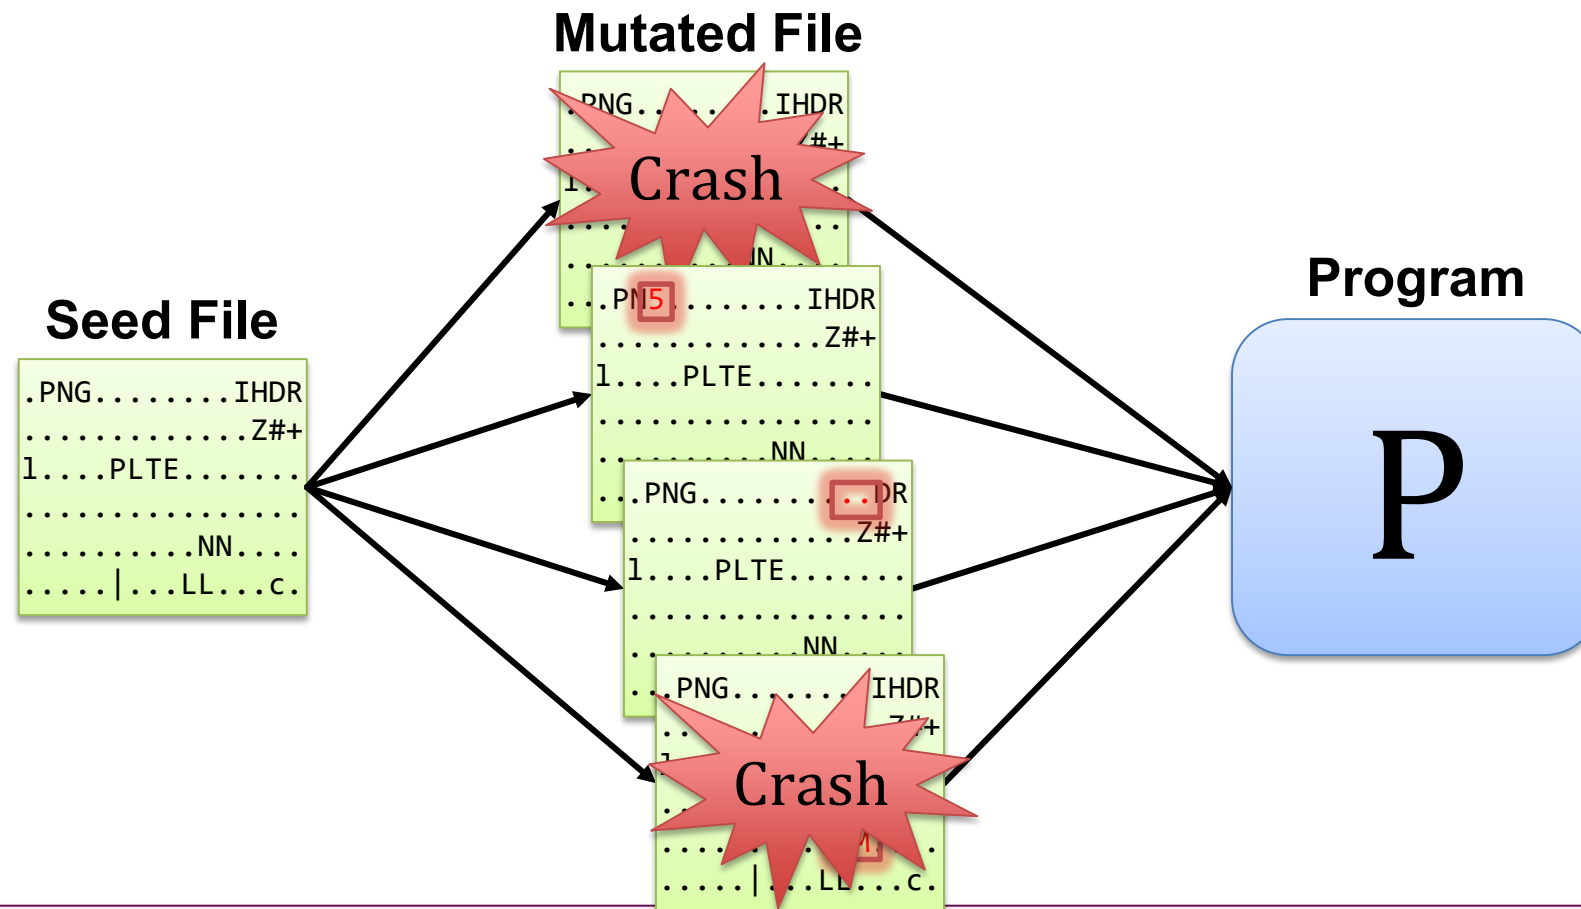 Mutated File
.PNG........IHDR
Z#+
Crash
NN....
Seed File
.PNG........IHDR
.............Z#+
l....PLTE.......
................
..........NN....
.....|...LL...c.
.PN5........IHDR
.............Z#+
l....PLTE.......
................
..........NN....
.PNG..........DR
.............Z#+
l....PLTE.......
................
..........NN....
.PNG........IHDR
Z#+
Crash
M
.....|...LL...c.
Program
P